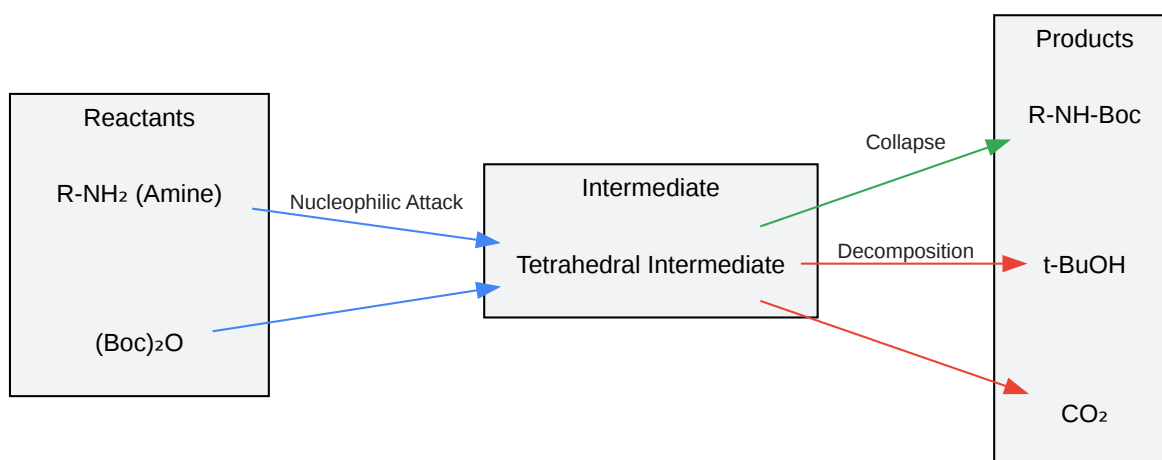 Reactants
R-NH₂ (Amine)
(Boc)₂O
Nucleophilic Attack
Intermediate
Tetrahedral Intermediate
Collapse
Decomposition
Products
R-NH-Boc
t-BuOH
CO₂